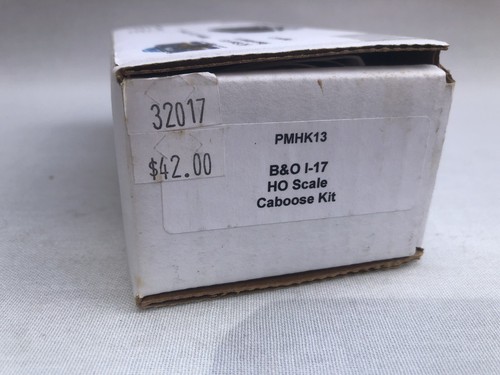 32017
$42.00
PMHK13
B&O I-17
HO Scale
Caboose Kit